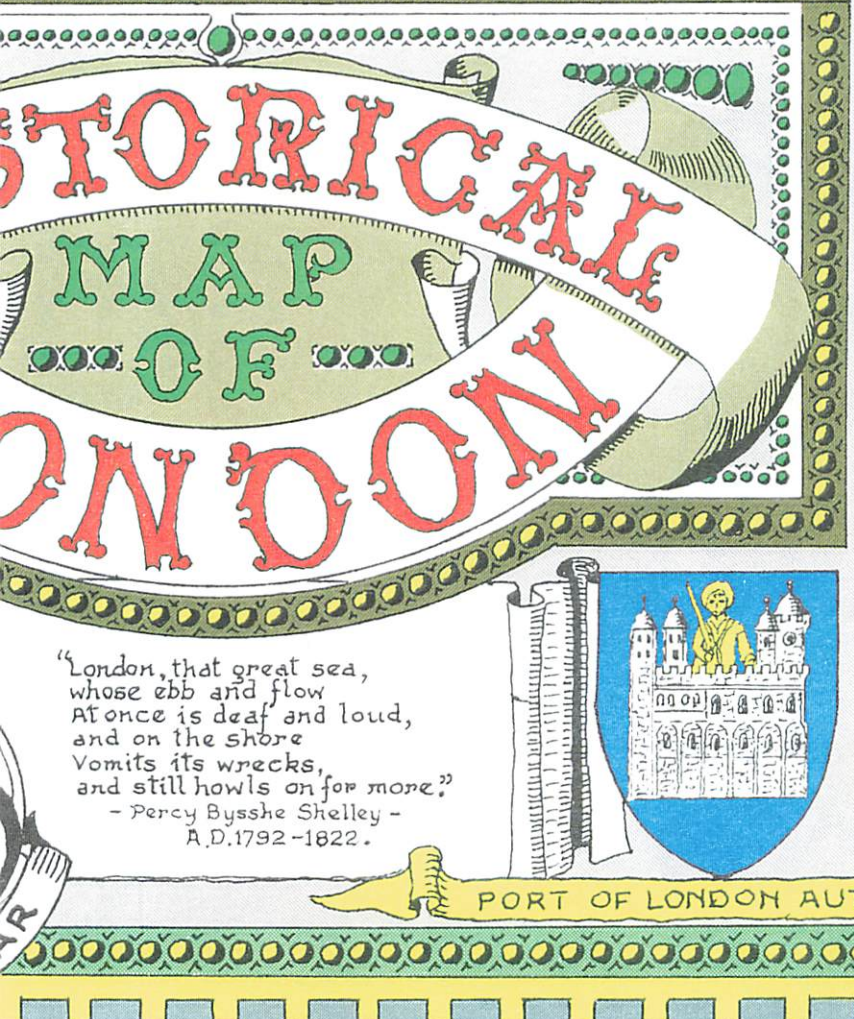 STORICAL
MAP
OF
ONDON
"London, that great sea,
whose ebb and flow
At once is deaf and loud,
and on the shore
Vomits its wrecks,
and still howls on for more."
- Percy Bysshe Shelley -
A.D. 1792-1822.
PORT OF LONDON AUT
AR